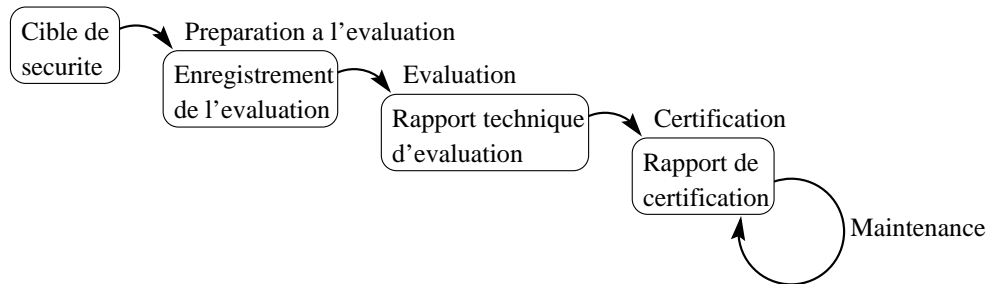 Cible de
securite
Preparation a l’evaluation
Enregistrement
de l’evaluation
Evaluation
Rapport technique
d’evaluation
Certification
Rapport de
certification
Maintenance